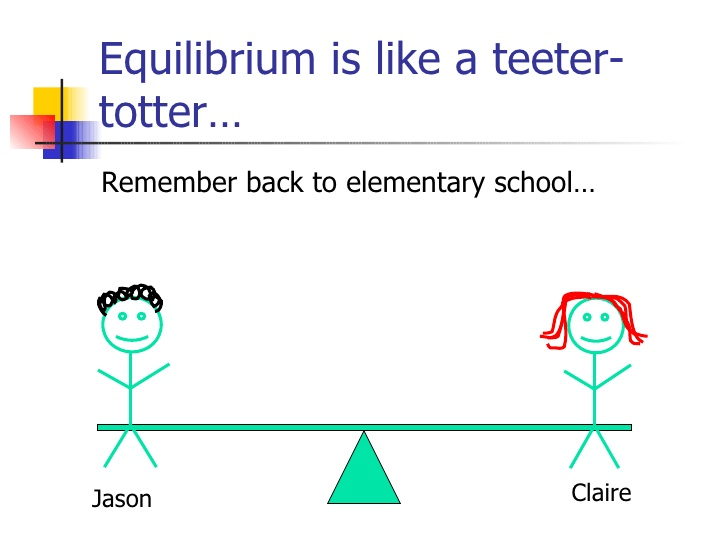 Equilibrium is like a teeter-
totter…
Remember back to elementary school…
Jason
Claire